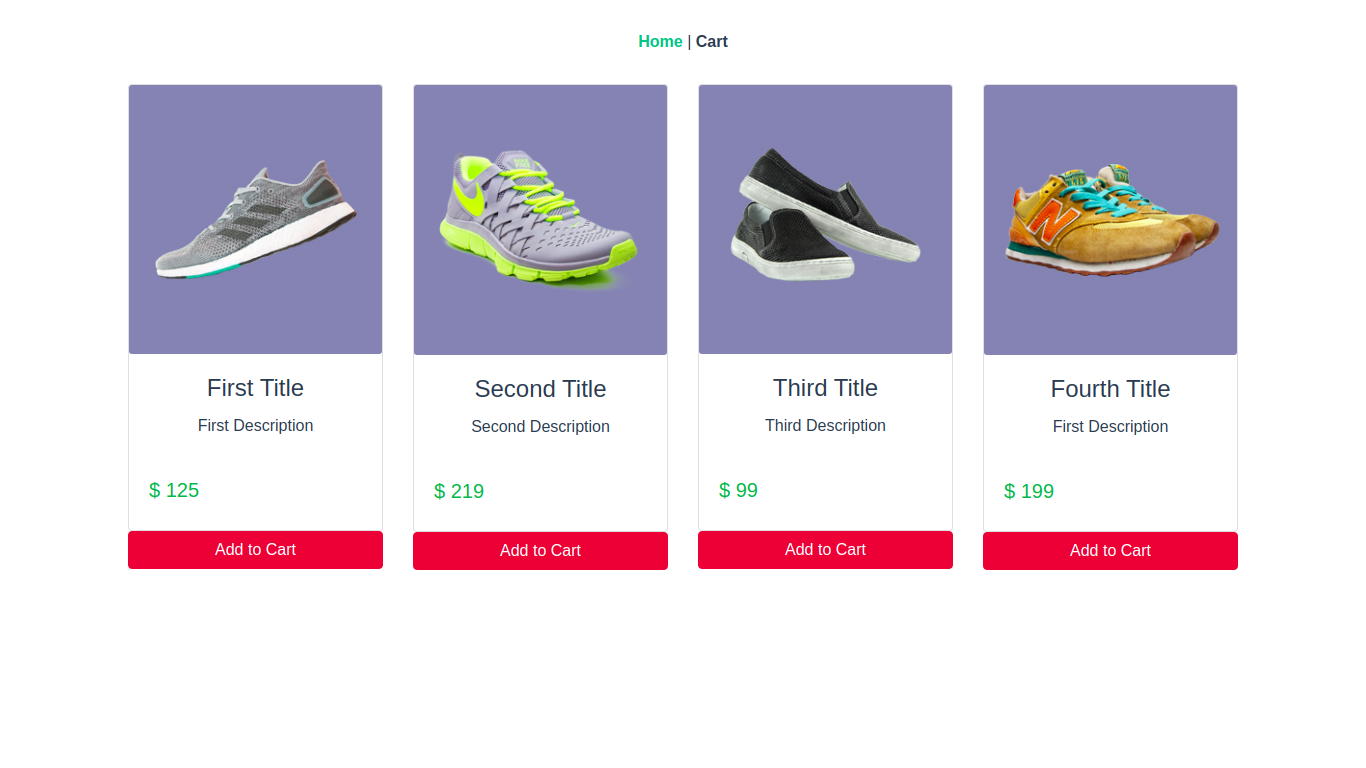 Home | Cart
First Title
First Description
$ 125
Add to Cart
Second Title
Second Description
$ 219
Add to Cart
Third Title
Third Description
$ 99
Add to Cart
N
Fourth Title
First Description
$ 199
Add to Cart